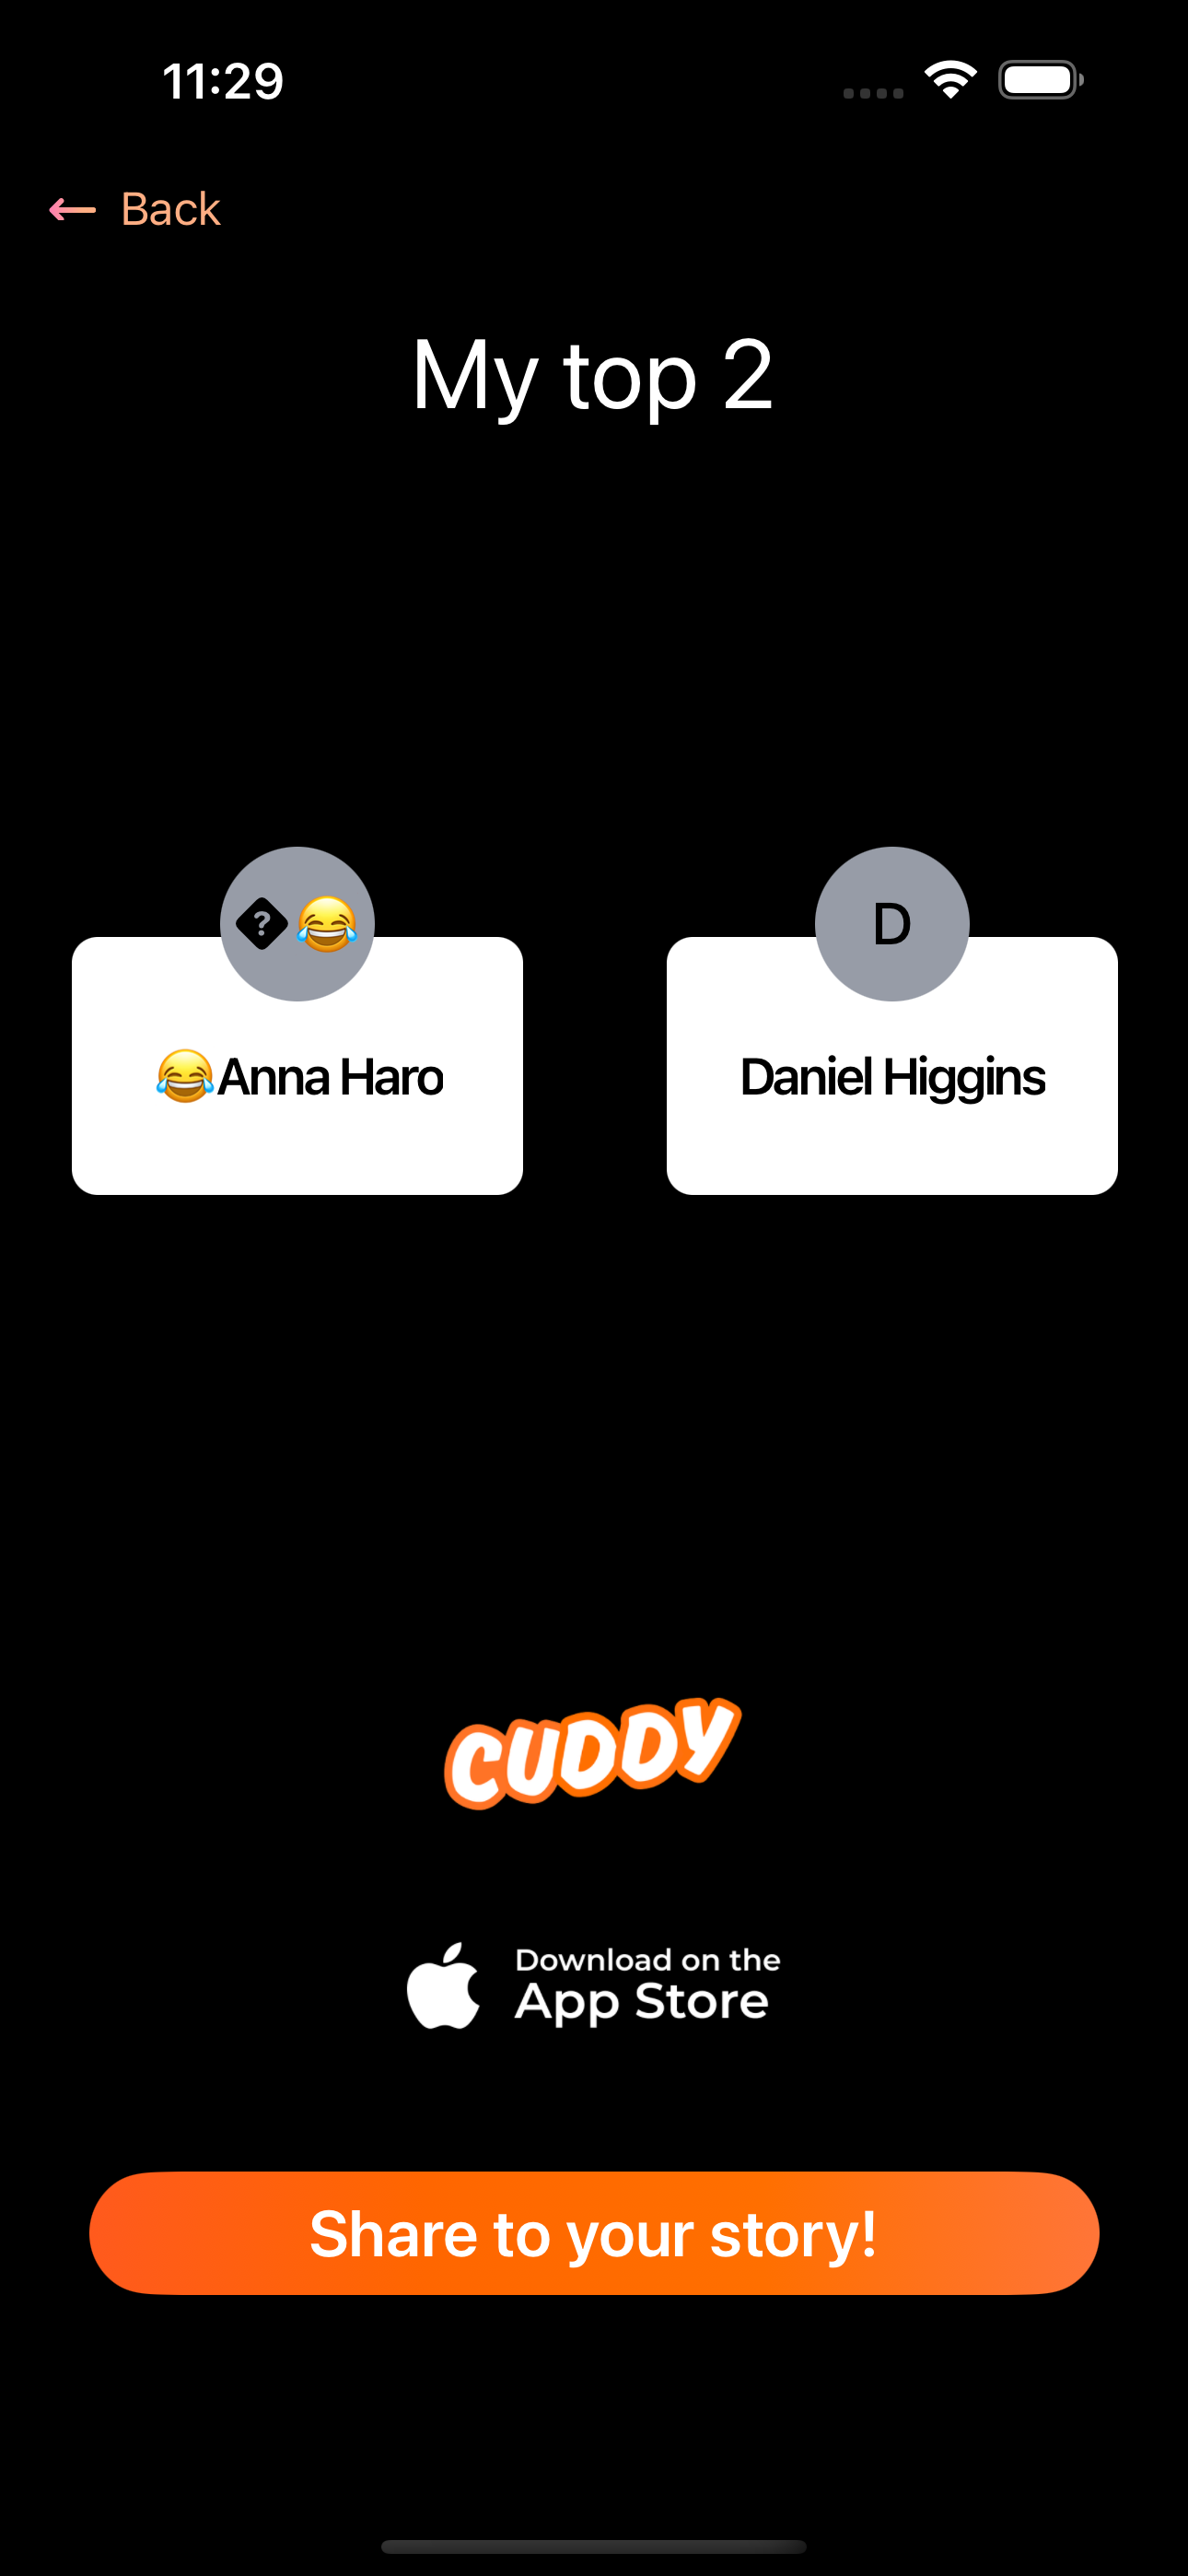 11:29
← Back
My top 2
�😂
D
😂Anna Haro
Daniel Higgins
CUDDY
Download on the
App Store
Share to your story!